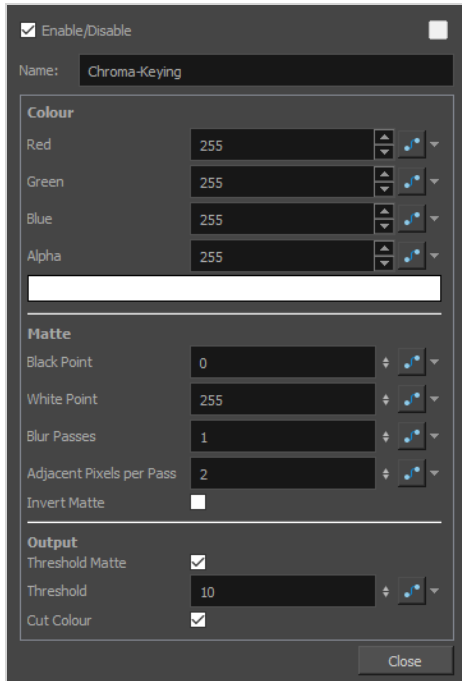 Enable/Disable
Name: Chroma-Keying
Colour
Red 255
Green 255
Blue 255
Alpha 255
Matte
Black Point 0
White Point 255
Blur Passes 1
Adjacent Pixels per Pass 2
Invert Matte
Output
Threshold Matte
Threshold 10
Cut Colour
Close